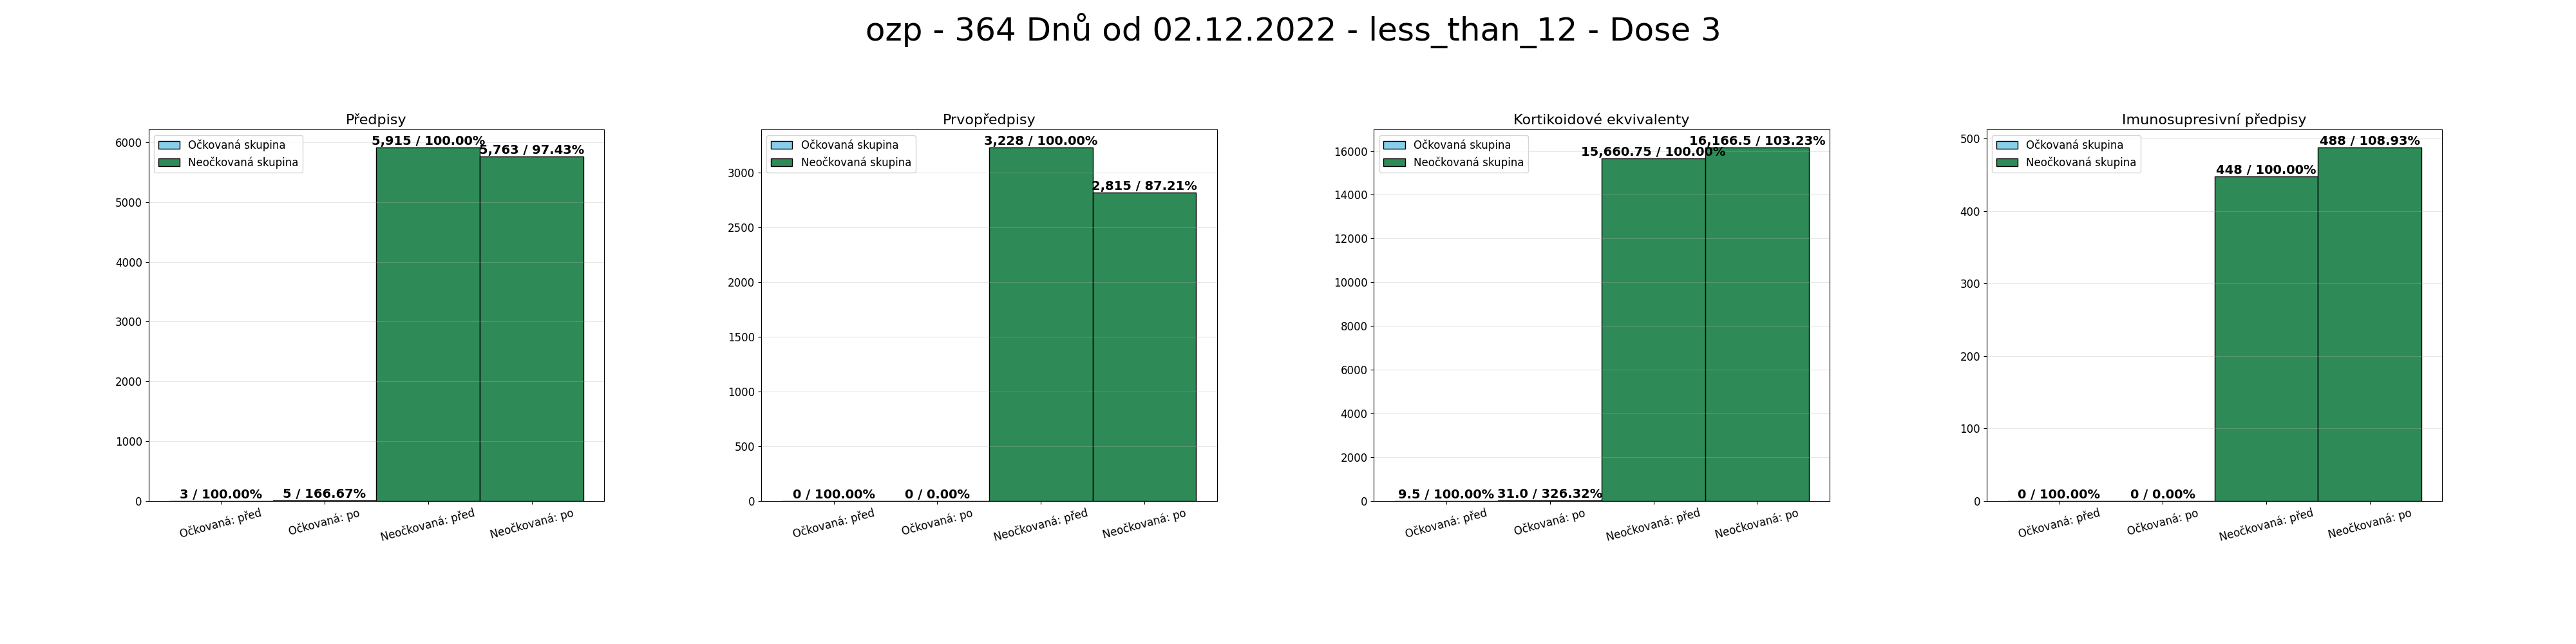 ozp - 364 Dnů od 02.12.2022 - less_than_12 - Dose 3
Předpisy
Očkovaná skupina
Neočkovaná skupina
6000
5000
4000
3000
2000
1000
0
3 / 100.00%
5 / 166.67%
5,915 / 100.00%
5,763 / 97.43%
Očkovaná: před
Očkovaná: po
Neočkovaná: před
Neočkovaná: po
Prvopředpisy
Očkovaná skupina
Neočkovaná skupina
3000
2500
2000
1500
1000
500
0
0 / 100.00%
0 / 0.00%
3,228 / 100.00%
2,815 / 87.21%
Očkovaná: před
Očkovaná: po
Neočkovaná: před
Neočkovaná: po
Kortikoidové ekvivalenty
Očkovaná skupina
Neočkovaná skupina
16000
14000
12000
10000
8000
6000
4000
2000
0
9.5 / 100.00%
31.0 / 326.32%
15,660.75 / 100.00%
16,166.5 / 103.23%
Očkovaná: před
Očkovaná: po
Neočkovaná: před
Neočkovaná: po
Imunosupresivní předpisy
Očkovaná skupina
Neočkovaná skupina
500
400
300
200
100
0
0 / 100.00%
0 / 0.00%
448 / 100.00%
488 / 108.93%
Očkovaná: před
Očkovaná: po
Neočkovaná: před
Neočkovaná: po